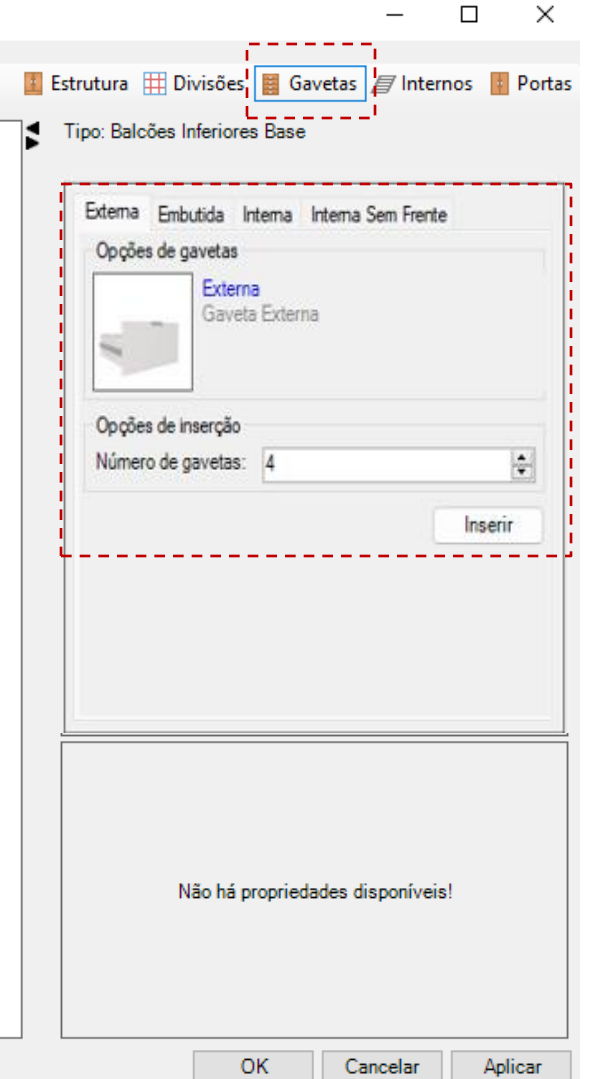 Estrutura Divisões Gavetas Internos Portas
Tipo: Balcões Inferiores Base
Externa Embutida Interna Interna Sem Frente
Opções de gavetas
Externa
Gaveta Externa
Opções de inserção
Número de gavetas: 4
Inserir
Não há propriedades disponíveis!
OK Cancelar Aplicar